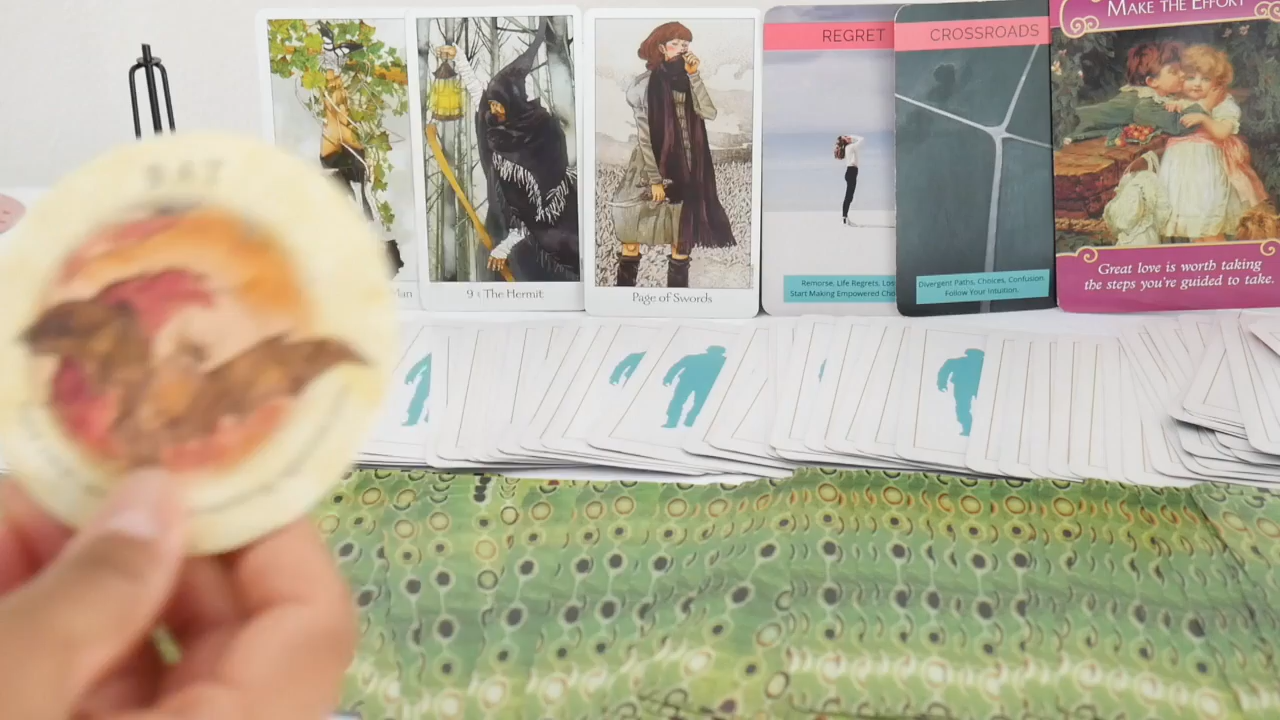 BAT
Man
9 The Hermit
Page of Swords
REGRET
Remorse, Life Regrets, Los
Start Making Empowered Cho
CROSSROADS
Divergent Paths, Choices, Confusion.
Follow Your Intuition.
MAKE THE EFFORT
Great love is worth taking
the steps you're guided to take.